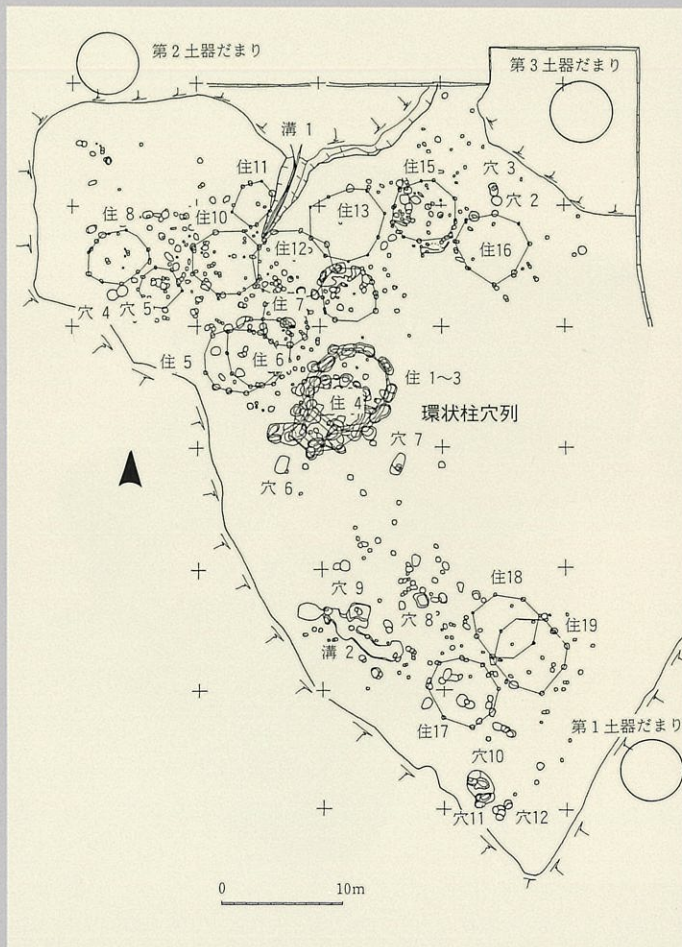 第2土器だまり
第3土器だまり
溝 1
住11
住15
穴 3
穴 2
住 8
住10
住13
住12
住16
穴 4
穴 5
住 7
住 5
住 6
住 1〜3
住 4
環状柱穴列
穴 7
穴 6
穴 9
穴 8
住18
住19
溝 2
住17
第1土器だまり
穴10
穴11
穴12
0
10m